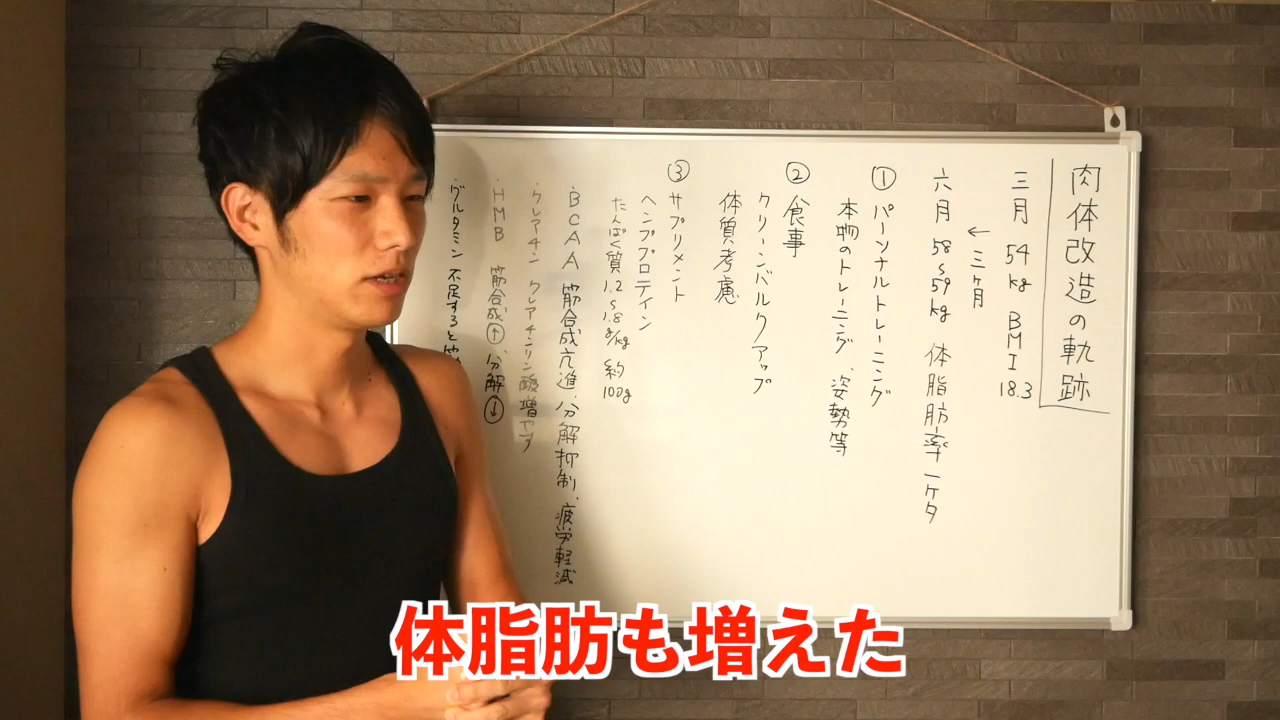 肉体改造の軌跡
三月 54kg BMI 18.3
← 三ヶ月
六月 58~59kg 体脂肪率一ケタ
① パーソナルトレーニング
本物のトレーニング、姿勢等
② 食事
クリーンバルクアップ
体質考慮
③ サプリメント
ヘンププロテイン
たんぱく質 1.2~1.8g/kg 約100g
・BCAA 筋合成亢進、分解抑制、疲労軽減
・クレアチン クレアチンリン酸増やす
・HMB 筋合成↑、分解↓
・グルタミン 不足すると
体脂肪も増えた